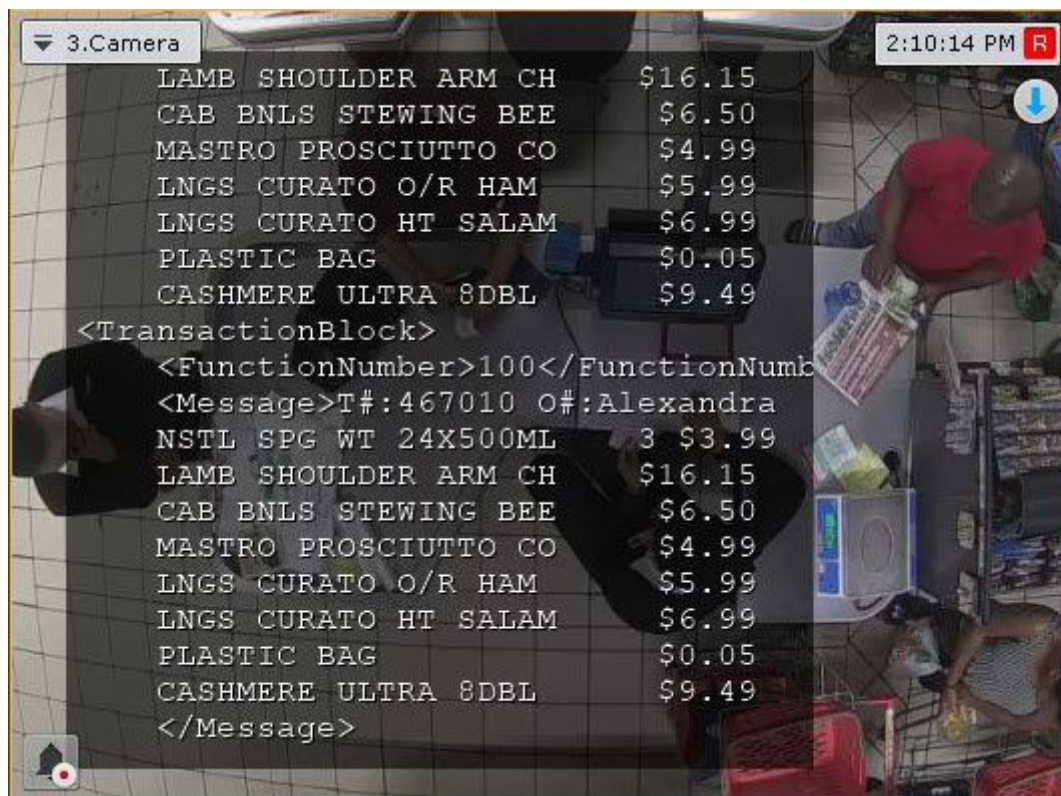 3.Camera
2:10:14 PM R
LAMB SHOULDER ARM CH $16.15
CAB BNLS STEWING BEE $6.50
MASTRO PROSCIUTTO CO $4.99
LNGS CURATO O/R HAM $5.99
LNGS CURATO HT SALAM $6.99
PLASTIC BAG $0.05
CASHMERE ULTRA 8DBL $9.49
<TransactionBlock>
<FunctionNumber>100</FunctionNumb
<Message>T#:467010 O#:Alexandra
NSTL SPG WT 24X500ML 3 $3.99
LAMB SHOULDER ARM CH $16.15
CAB BNLS STEWING BEE $6.50
MASTRO PROSCIUTTO CO $4.99
LNGS CURATO O/R HAM $5.99
LNGS CURATO HT SALAM $6.99
PLASTIC BAG $0.05
CASHMERE ULTRA 8DBL $9.49
</Message>